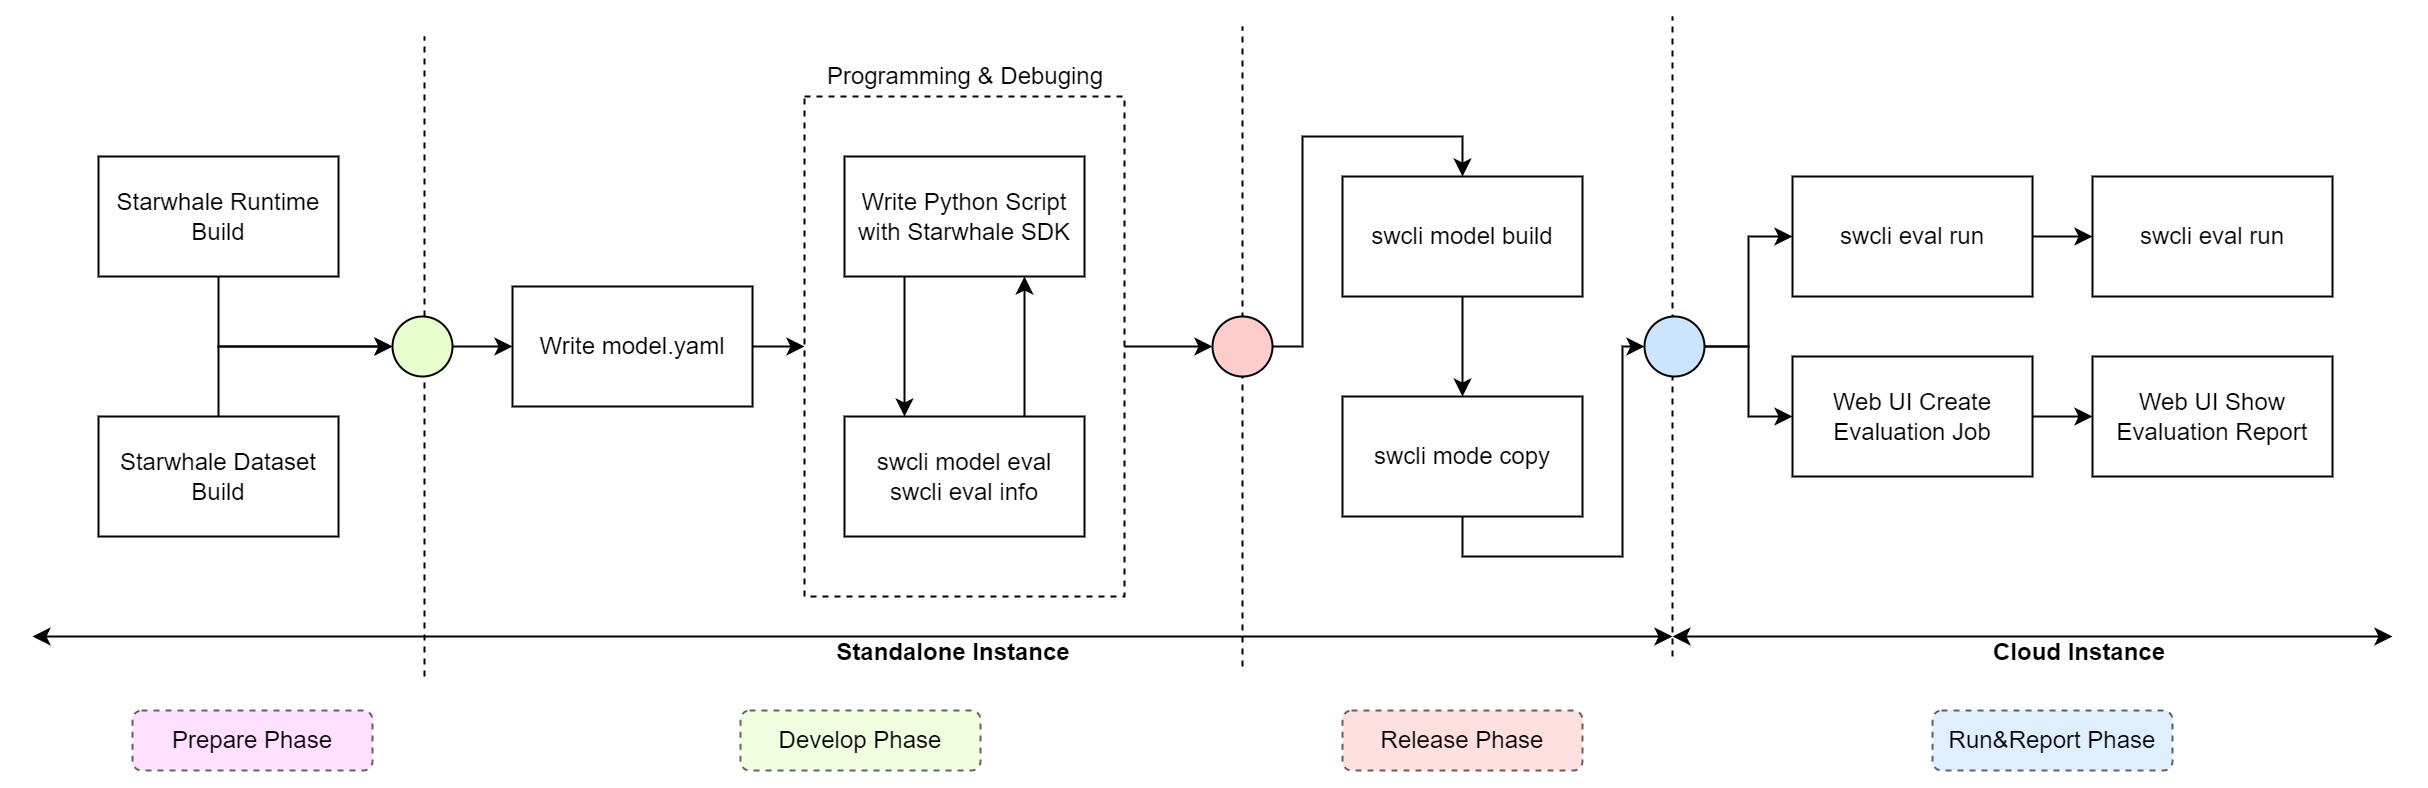 Programming & Debuging
Starwhale Runtime
Build
Starwhale Dataset
Build
Write model.yaml
Write Python Script
with Starwhale SDK
swcli model eval
swcli eval info
swcli model build
swcli mode copy
swcli eval run
swcli eval run
Web UI Create
Evaluation Job
Web UI Show
Evaluation Report
Standalone Instance
Cloud Instance
Prepare Phase
Develop Phase
Release Phase
Run&Report Phase